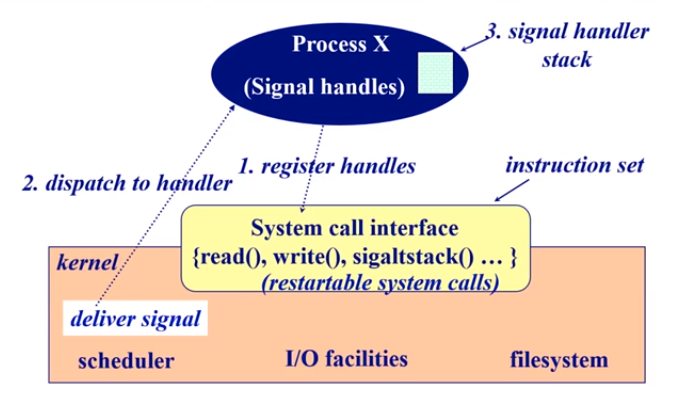 Process X
(Signal handles)
3. signal handler
stack
1. register handles
instruction set
2. dispatch to handler
System call interface
{read(), write(), sigaltstack() … }
(restartable system calls)
kernel
deliver signal
scheduler
I/O facilities
filesystem